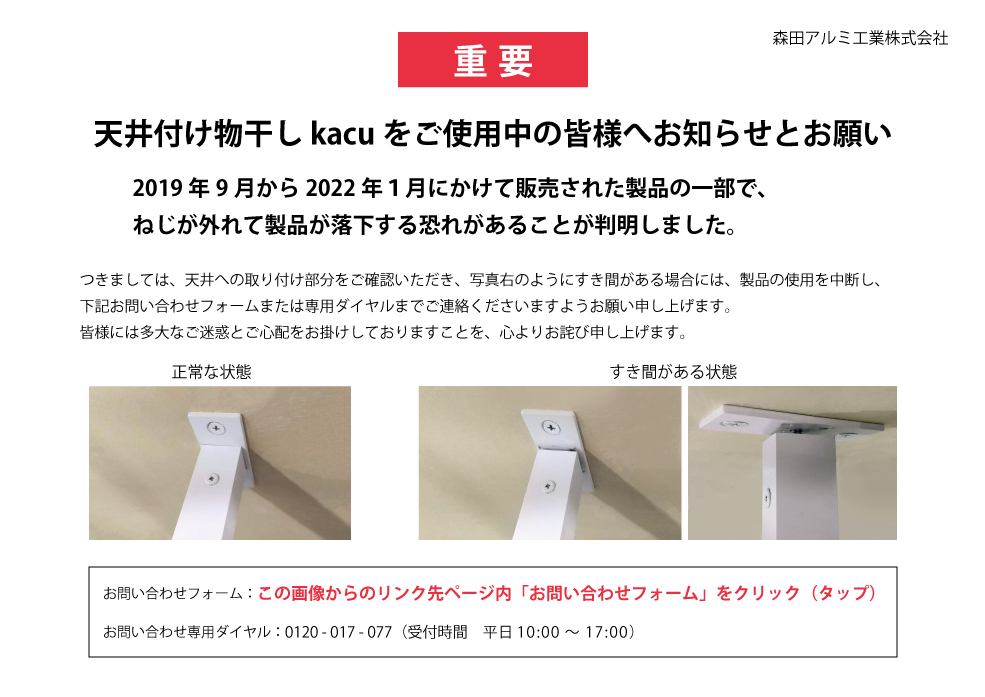 森田アルミ工業株式会社
重要
天井付け物干し kacu をご使用中の皆様へお知らせとお願い
2019 年 9 月から 2022 年 1 月にかけて販売された製品の一部で、
ねじが外れて製品が落下する恐れがあることが判明しました。
つきましては、天井への取り付け部分をご確認いただき、写真右のようにすき間がある場合には、製品の使用を中断し、
下記お問い合わせフォームまたは専用ダイヤルまでご連絡くださいますようお願い申し上げます。
皆様には多大なご迷惑とご心配をお掛けしておりますことを、心よりお詫び申し上げます。
正常な状態
すき間がある状態
お問い合わせフォーム：この画像からのリンク先ページ内「お問い合わせフォーム」をクリック（タップ）
お問い合わせ専用ダイヤル：0120 - 017 - 077（受付時間　平日 10:00 〜 17:00）